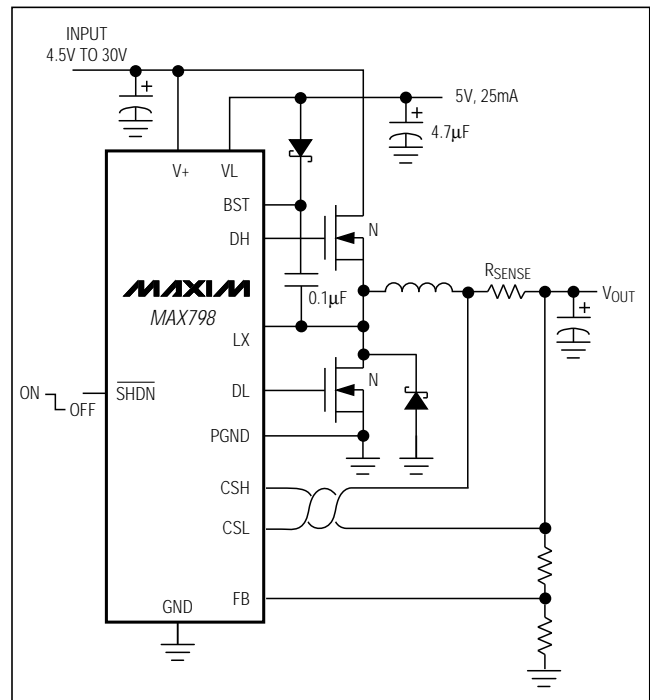 INPUT
4.5V TO 30V
5V, 25mA
+
+
4.7μF
V+
VL
BST
DH
N
MAXIM
MAX798
0.1μF
RSENSE
VOUT
+
LX
ON
OFF
SHDN
DL
N
PGND
CSH
CSL
FB
GND